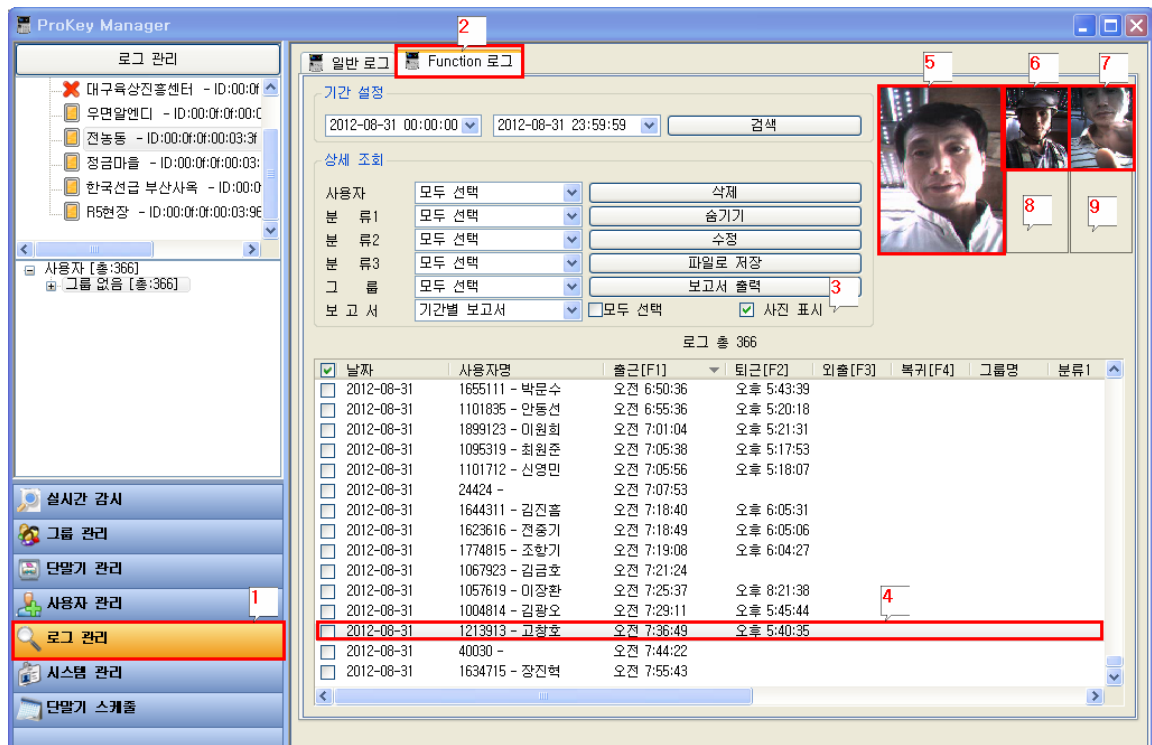 ProKey Manager
로그 관리
대구육상진흥센터 - ID:00:0f
우면알엔디 - ID:00:0f:0f:00:0
전농동 - ID:00:0f:0f:00:03:3f
정금마을 - ID:00:0f:0f:00:03:
한국선급 부산사옥 - ID:00:0
R5현장 - ID:00:0f:0f:00:03:9E
사용자 [총:366]
그룹 없음 [총:366]
실시간 감시
그룹 관리
단말기 관리
사용자 관리
1
로그 관리
시스템 관리
단말기 스케줄
2
일반 로그
Function 로그
기간 설정
2012-08-31 00:00:00
2012-08-31 23:59:59
검색
상세 조회
사용자 모두 선택 삭제
분 류1 모두 선택 숨기기
분 류2 모두 선택 수정
분 류3 모두 선택 파일로 저장
그 룹 모두 선택 보고서 출력
3
보 고 서 기간별 보고서 모두 선택 사진 표시
5
6
7
8
9
로그 총 366
날짜 사용자명 출근[F1] 퇴근[F2] 외출[F3] 복귀[F4] 그룹명 분류1
2012-08-31 1655111 - 박문수 오전 6:50:36 오후 5:43:39
2012-08-31 1101835 - 안동선 오전 6:55:36 오후 5:20:18
2012-08-31 1899123 - 이원희 오전 7:01:04 오후 5:21:31
2012-08-31 1095319 - 최원준 오전 7:05:38 오후 5:17:53
2012-08-31 1101712 - 신영민 오전 7:05:56 오후 5:18:07
2012-08-31 24424 - 오전 7:07:53
2012-08-31 1644311 - 김진홈 오전 7:18:40 오후 6:05:31
2012-08-31 1623616 - 전중기 오전 7:18:49 오후 6:05:06
2012-08-31 1774815 - 조항기 오전 7:19:08 오후 6:04:27
2012-08-31 1067923 - 김금호 오전 7:21:24
2012-08-31 1057619 - 이장환 오전 7:25:37 오후 8:21:38
2012-08-31 1004814 - 김광오 오전 7:29:11 오후 5:45:44
4
2012-08-31 1213913 - 고창호 오전 7:36:49 오후 5:40:35
2012-08-31 40030 - 오전 7:44:22
2012-08-31 1634715 - 장진혁 오전 7:55:43